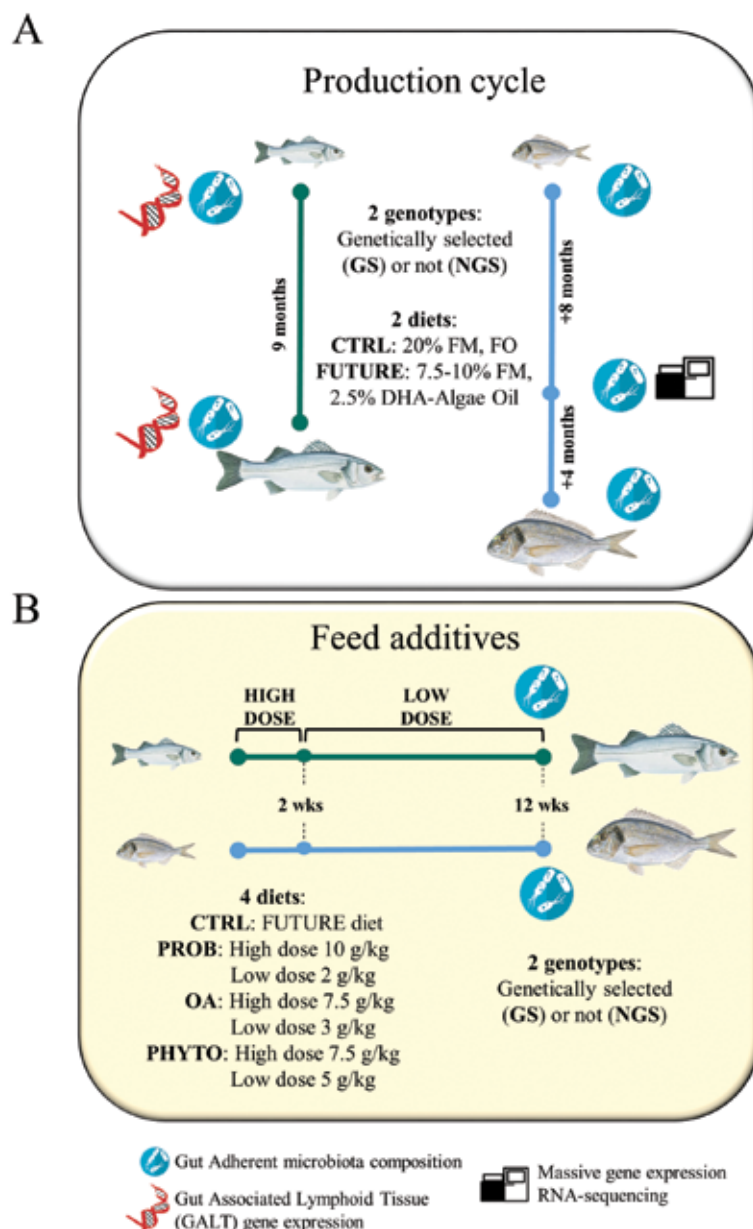 A
Production cycle
2 genotypes:
Genetically selected
(GS) or not (NGS)
9 months
+8 months
2 diets:
CTRL: 20% FM, FO
FUTURE: 7.5-10% FM,
2.5% DHA-Algae Oil
+4 months
B
Feed additives
HIGH
DOSE
LOW
DOSE
2 wks
12 wks
4 diets:
CTRL: FUTURE diet
PROB: High dose 10 g/kg
Low dose 2 g/kg
OA: High dose 7.5 g/kg
Low dose 3 g/kg
PHYTO: High dose 7.5 g/kg
Low dose 5 g/kg
2 genotypes:
Genetically selected
(GS) or not (NGS)
Gut Adherent microbiota composition
Gut Associated Lymphoid Tissue
(GALT) gene expression
Massive gene expression
RNA-sequencing